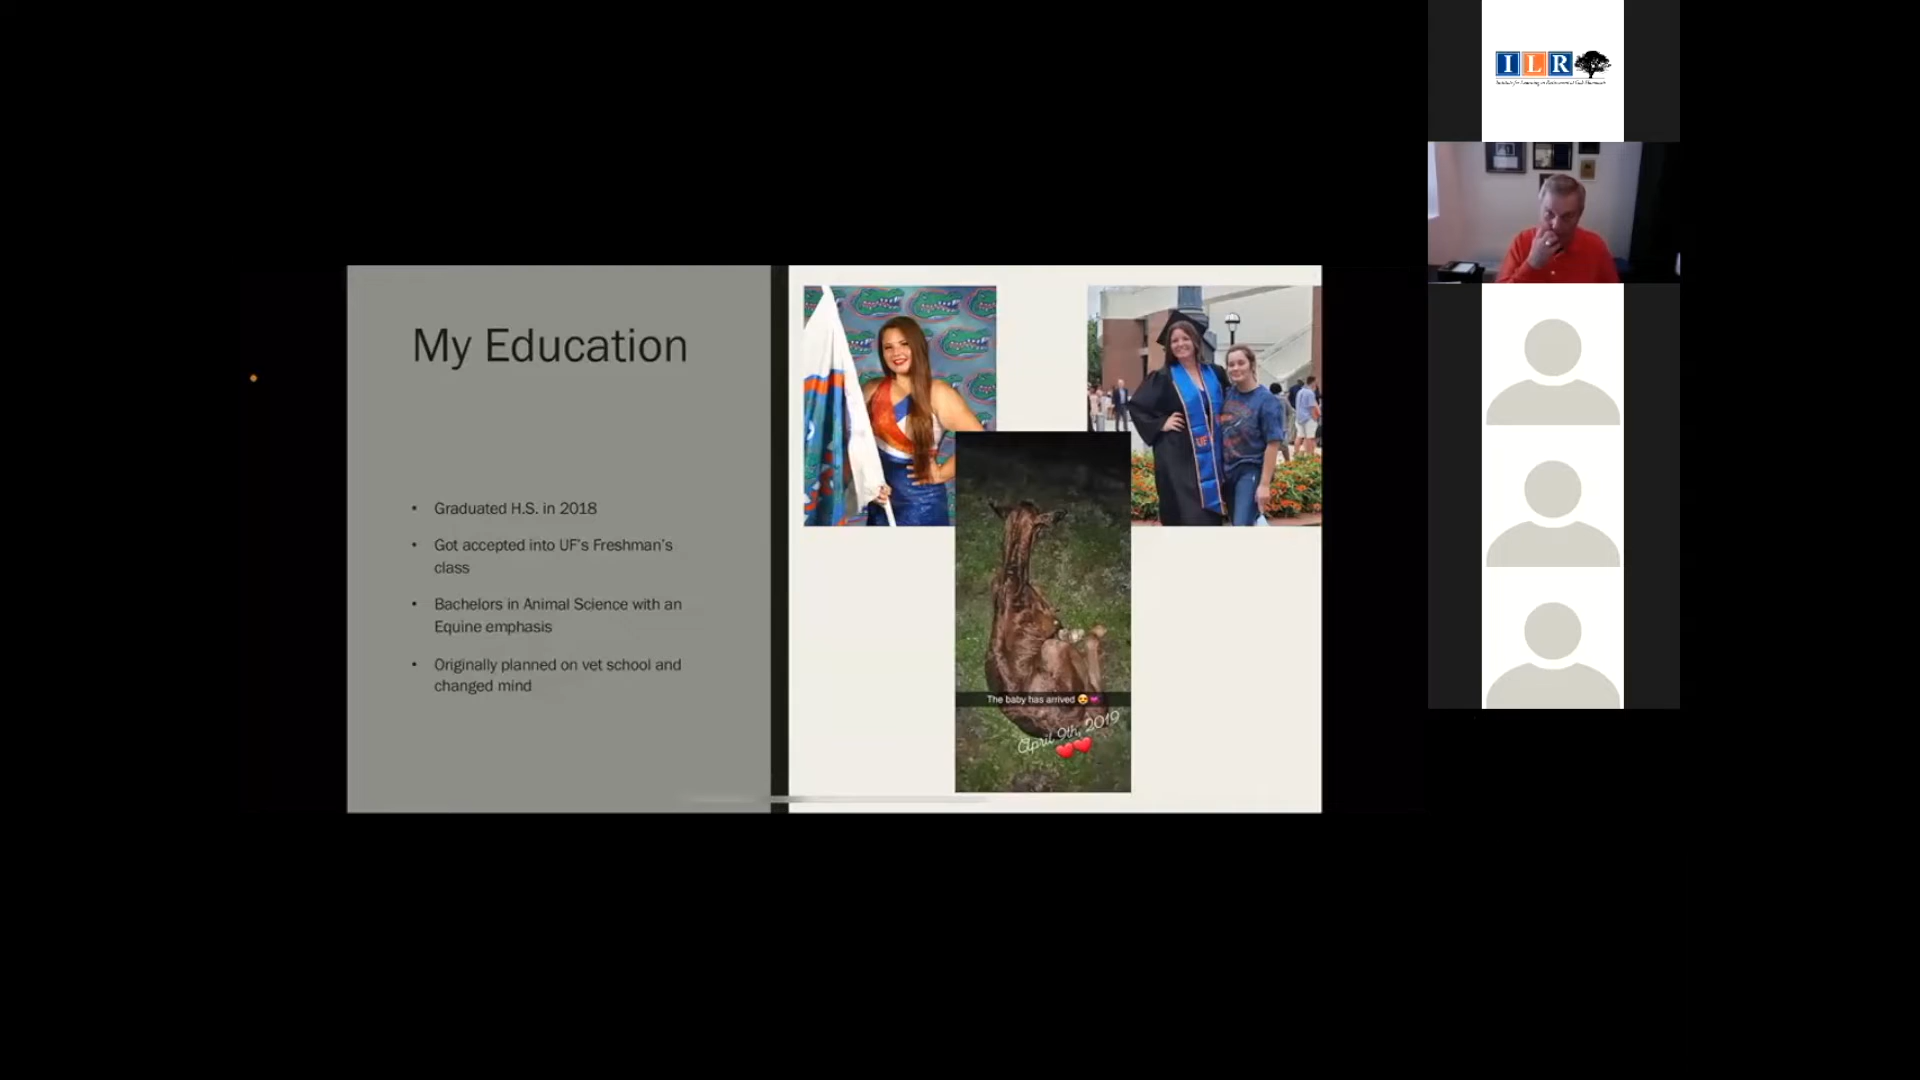 My Education
• Graduated H.S. in 2018
• Got accepted into UF's Freshman's
class
• Bachelors in Animal Science with an
Equine emphasis
• Originally planned on vet school and
changed mind
UF
The baby has arrived 😍💓
April 9th, 2019
ILR